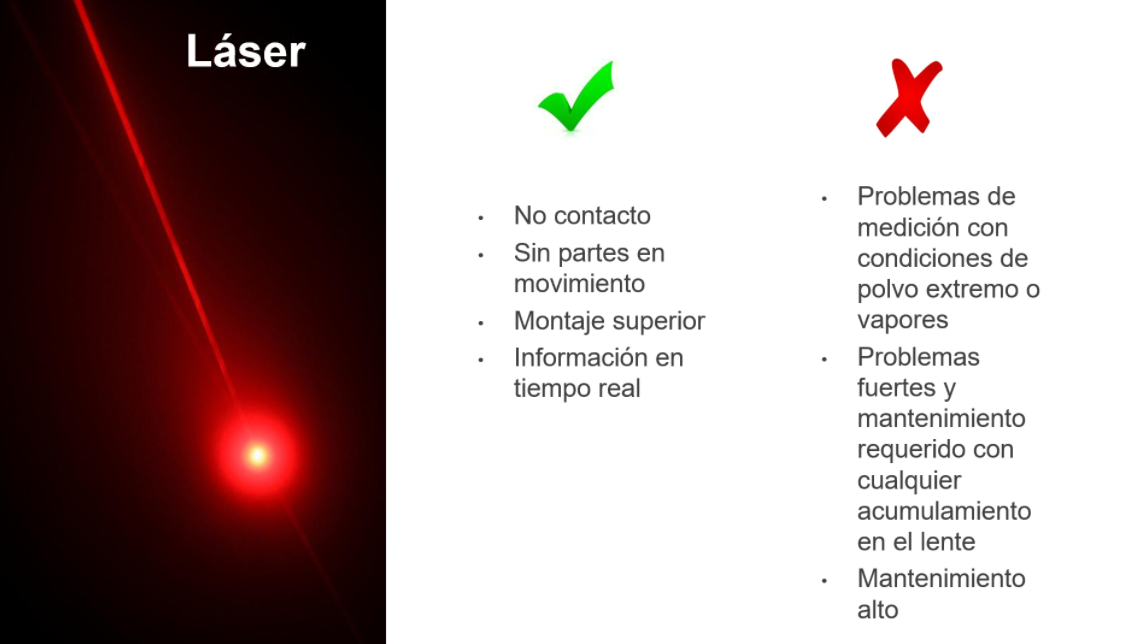 Láser
• No contacto
• Sin partes en
movimiento
• Montaje superior
• Información en
tiempo real
• Problemas de
medición con
condiciones de
polvo extremo o
vapores
• Problemas
fuertes y
mantenimiento
requerido con
cualquier
acumulamiento
en el lente
• Mantenimiento
alto